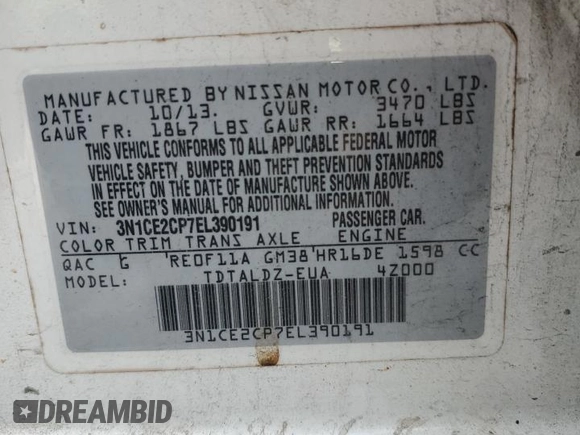 MANUFACTURED BY NISSAN MOTOR CO., LTD.
DATE: 10/13. GVWR: 3470 LBS
GAWR FR: 1867 LBS GAWR RR: 1664 LBS
THIS VEHICLE CONFORMS TO ALL APPLICABLE FEDERAL MOTOR
VEHICLE SAFETY, BUMPER AND THEFT PREVENTION STANDARDS
IN EFFECT ON THE DATE OF MANUFACTURE SHOWN ABOVE.
SEE OWNER'S MANUAL FOR ADDITIONAL INFORMATION.
VIN: 3N1CE2CP7EL390191 PASSENGER CAR.
COLOR TRIM TRANS AXLE ENGINE
QAC G 'RE0F11A GM38'HR16DE 1598 CC
MODEL: TDTALDZ-EUA 4Z000
3N1CE2CP7EL390191
DREAMBID